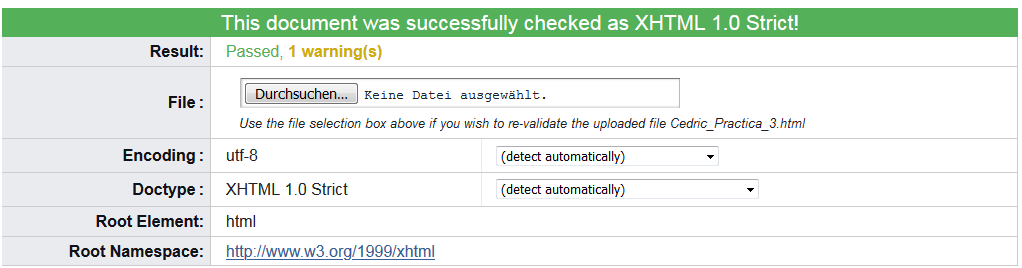 This document was successfully checked as XHTML 1.0 Strict!
Result: Passed, 1 warning(s)
File : Durchsuchen... Keine Datei ausgewählt.
Use the file selection box above if you wish to re-validate the uploaded file Cedric_Practica_3.html
Encoding : utf-8 (detect automatically)
Doctype : XHTML 1.0 Strict (detect automatically)
Root Element: html
Root Namespace: http://www.w3.org/1999/xhtml